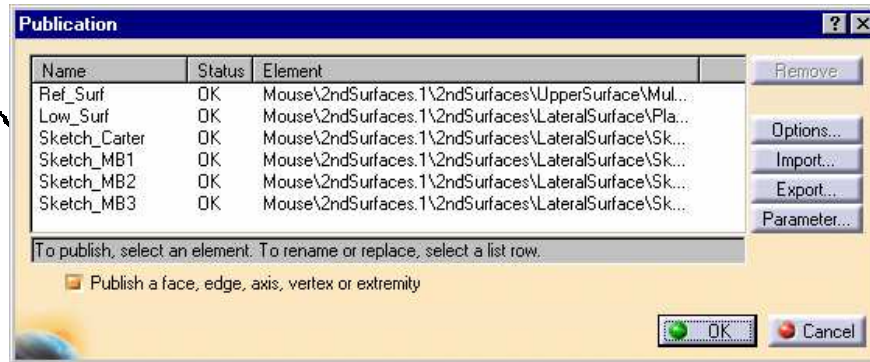 Publication
Name Status Element
Ref_Surf OK Mouse\2ndSurfaces.1\2ndSurfaces\UpperSurface\Mul...
Low_Surf OK Mouse\2ndSurfaces.1\2ndSurfaces\LateralSurface\Pla...
Sketch_Carter OK Mouse\2ndSurfaces.1\2ndSurfaces\LateralSurface\Sk...
Sketch_MB1 OK Mouse\2ndSurfaces.1\2ndSurfaces\LateralSurface\Sk...
Sketch_MB2 OK Mouse\2ndSurfaces.1\2ndSurfaces\LateralSurface\Sk...
Sketch_MB3 OK Mouse\2ndSurfaces.1\2ndSurfaces\LateralSurface\Sk...
Remove
Options...
Import...
Export...
Parameter...
To publish, select an element. To rename or replace, select a list row.
Publish a face, edge, axis, vertex or extremity
OK Cancel